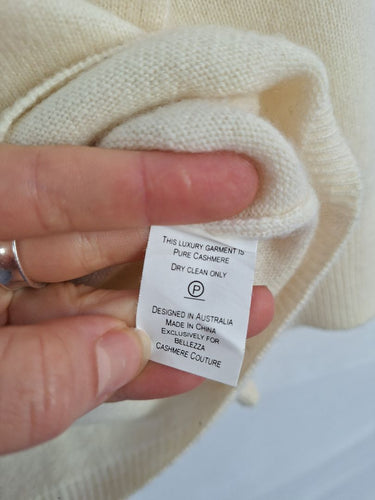 THIS LUXURY GARMENT IS
PURE CASHMERE
DRY CLEAN ONLY
P
DESIGNED IN AUSTRALIA
MADE IN CHINA
EXCLUSIVELY FOR
BELLEZZA
CASHMERE COUTURE